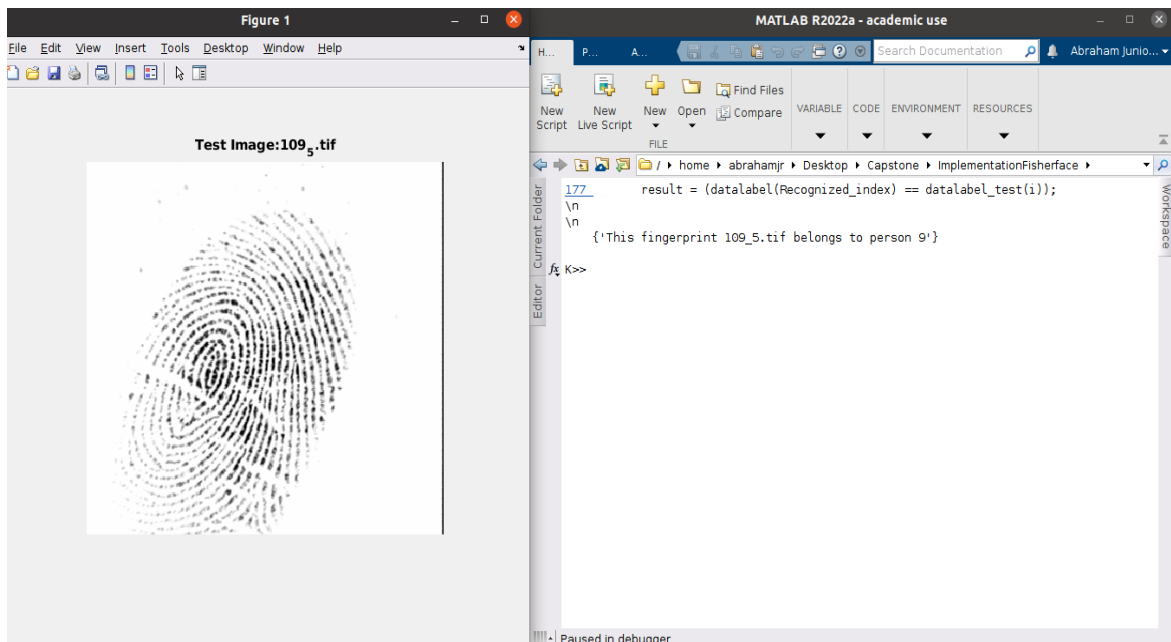 Figure 1
File Edit View Insert Tools Desktop Window Help
Test Image:109_5.tif
MATLAB R2022a - academic use
H... P... A... Search Documentation Abraham Junio...
New Script
New Live Script
New
Open
Find Files
Compare
FILE
VARIABLE CODE ENVIRONMENT RESOURCES
/ home abrahamjr Desktop Capstone ImplementationFisherface
Current Folder
Editor
Workspace
177 result = (datalabel(Recognized_index) == datalabel_test(i));
\n
\n
{'This fingerprint 109_5.tif belongs to person 9'}
fx K>>
Paused in debugger